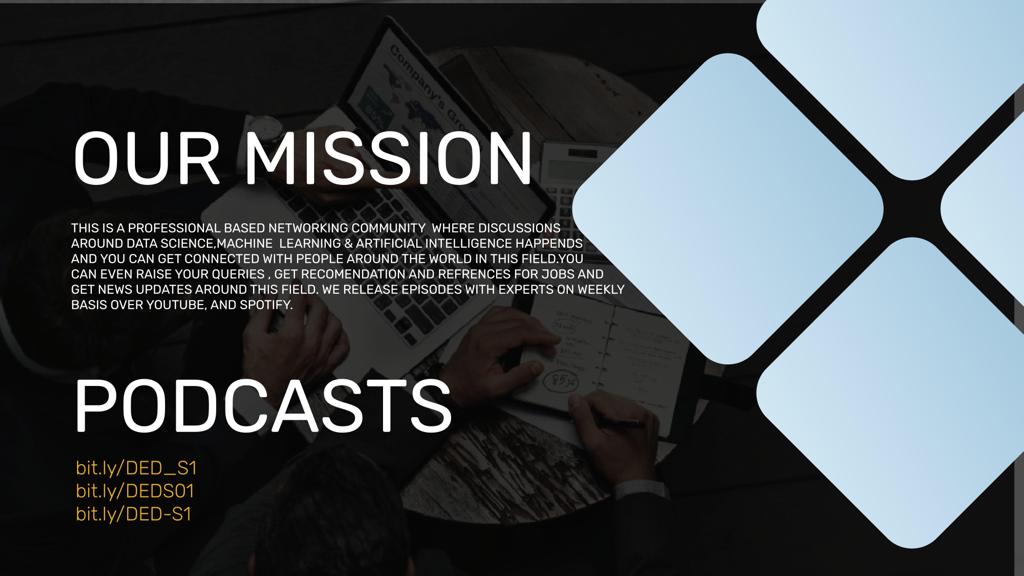 Company's Gro
OUR MISSION
THIS IS A PROFESSIONAL BASED NETWORKING COMMUNITY WHERE DISCUSSIONS
AROUND DATA SCIENCE,MACHINE LEARNING & ARTIFICIAL INTELLIGENCE HAPPENDS
AND YOU CAN GET CONNECTED WITH PEOPLE AROUND THE WORLD IN THIS FIELD.YOU
CAN EVEN RAISE YOUR QUERIES , GET RECOMENDATION AND REFRENCES FOR JOBS AND
GET NEWS UPDATES AROUND THIS FIELD. WE RELEASE EPISODES WITH EXPERTS ON WEEKLY
BASIS OVER YOUTUBE, AND SPOTIFY.
85%
PODCASTS
bit.ly/DED_S1
bit.ly/DEDS01
bit.ly/DED-S1